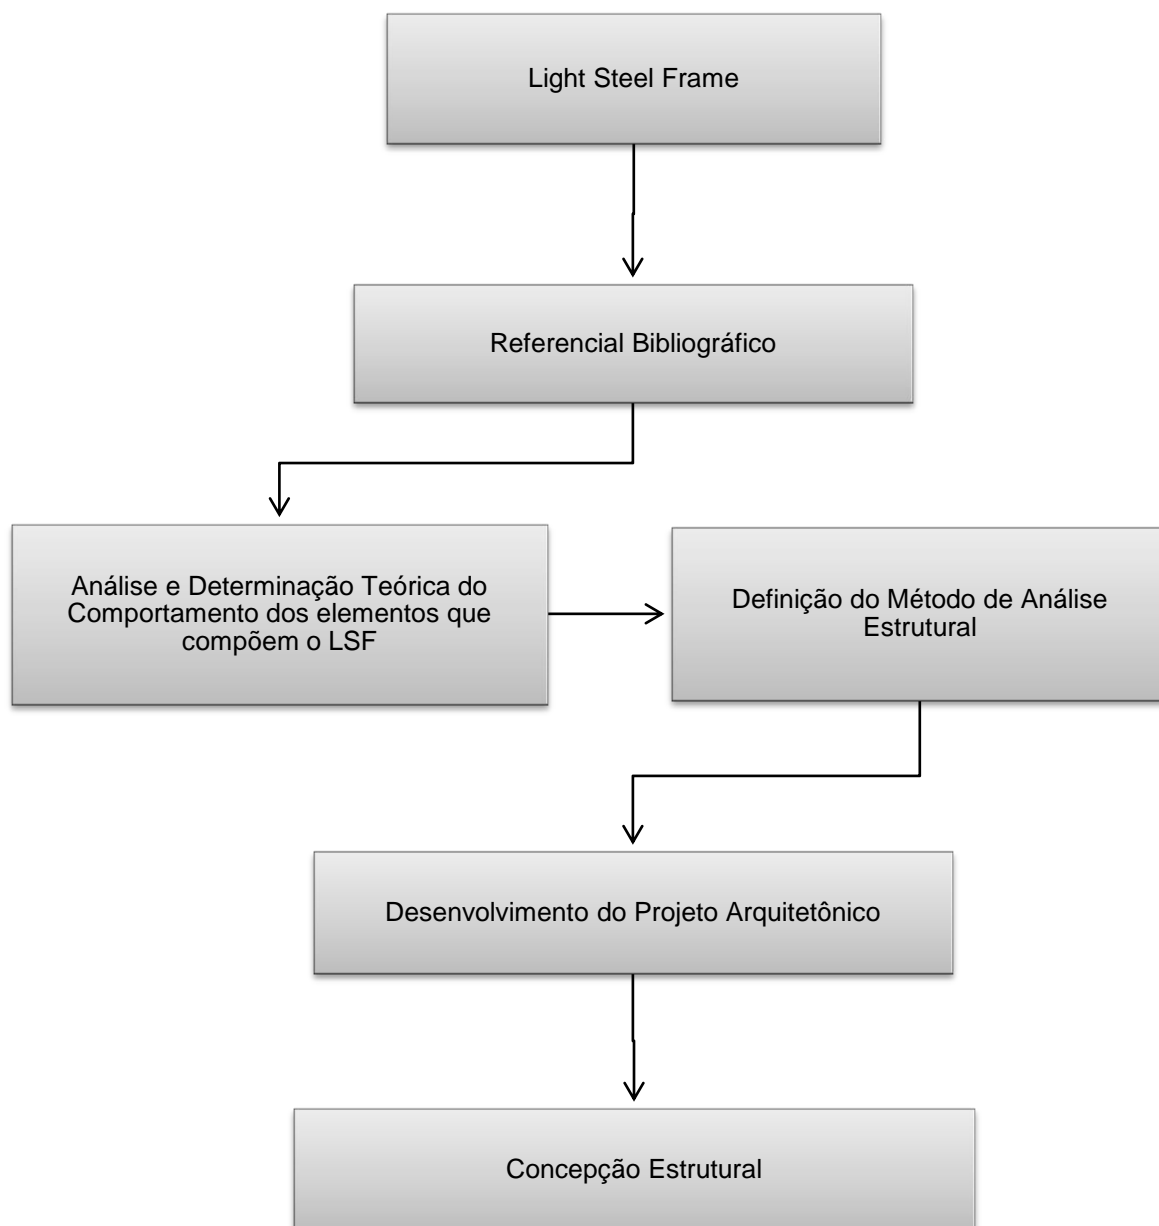 Light Steel Frame
Referencial Bibliográfico
Análise e Determinação Teórica do
Comportamento dos elementos que
compõem o LSF
Definição do Método de Análise
Estrutural
Desenvolvimento do Projeto Arquitetônico
Concepção Estrutural